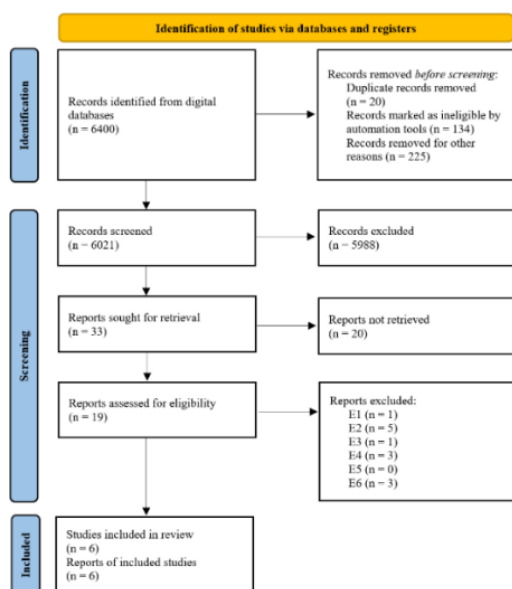 Identification of studies via databases and registers
Identification
Records identified from digital
databases
(n = 6400)
Records removed before screening:
Duplicate records removed
(n = 20)
Records marked as ineligible by
automation tools (n = 134)
Records removed for other
reasons (n = 225)
Screening
Records screened
(n = 6021)
Records excluded
(n = 5988)
Reports sought for retrieval
(n = 33)
Reports not retrieved
(n = 20)
Reports assessed for eligibility
(n = 19)
Reports excluded:
E1 (n = 1)
E2 (n = 5)
E3 (n = 1)
E4 (n = 3)
E5 (n = 0)
E6 (n = 3)
Included
Studies included in review
(n = 6)
Reports of included studies
(n = 6)